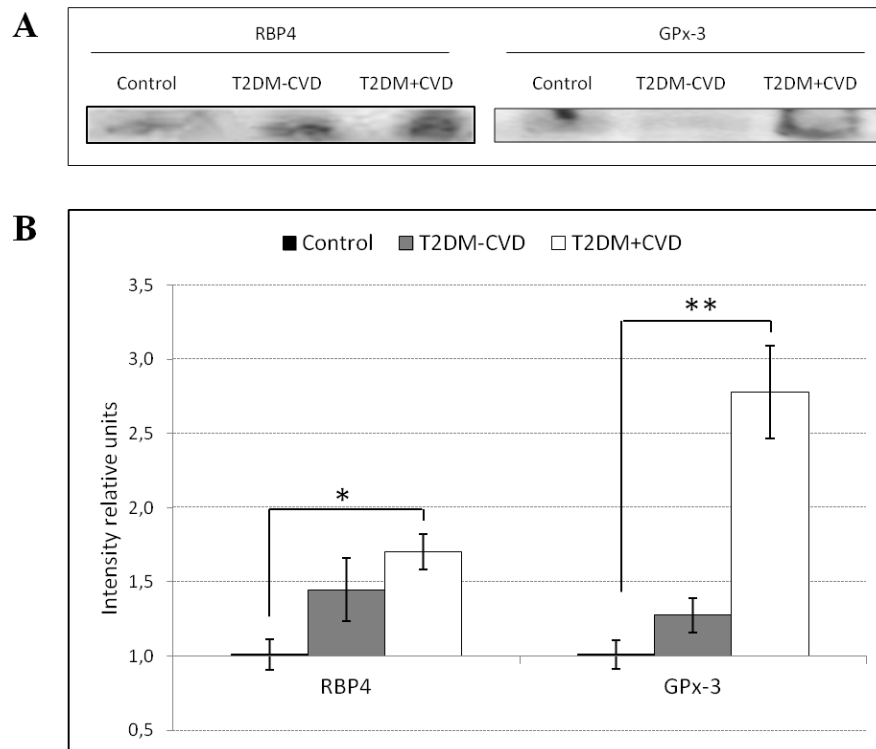 A
RBP4 GPx-3
Control T2DM-CVD T2DM+CVD Control T2DM-CVD T2DM+CVD
B
Control T2DM-CVD T2DM+CVD
3,5
**
3,0
2,5
2,0
*
1,5
1,0
0,5
Intensity relative units
RBP4 GPx-3